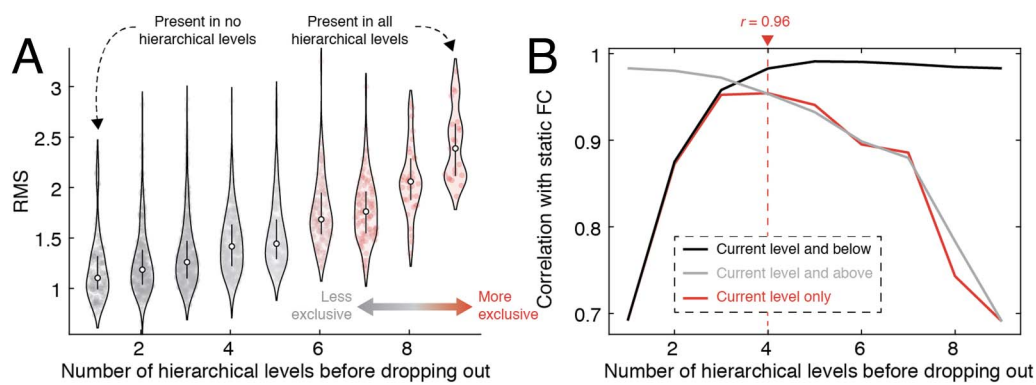 A
Present in no
hierarchical levels
Present in all
hierarchical levels
3
2.5
2
1.5
1
RMS
Less
exclusive
More
exclusive
2
4
6
8
Number of hierarchical levels before dropping out
B
r = 0.96
1
0.9
0.8
0.7
Correlation with static FC
Current level and below
Current level and above
Current level only
2
4
6
8
Number of hierarchical levels before dropping out